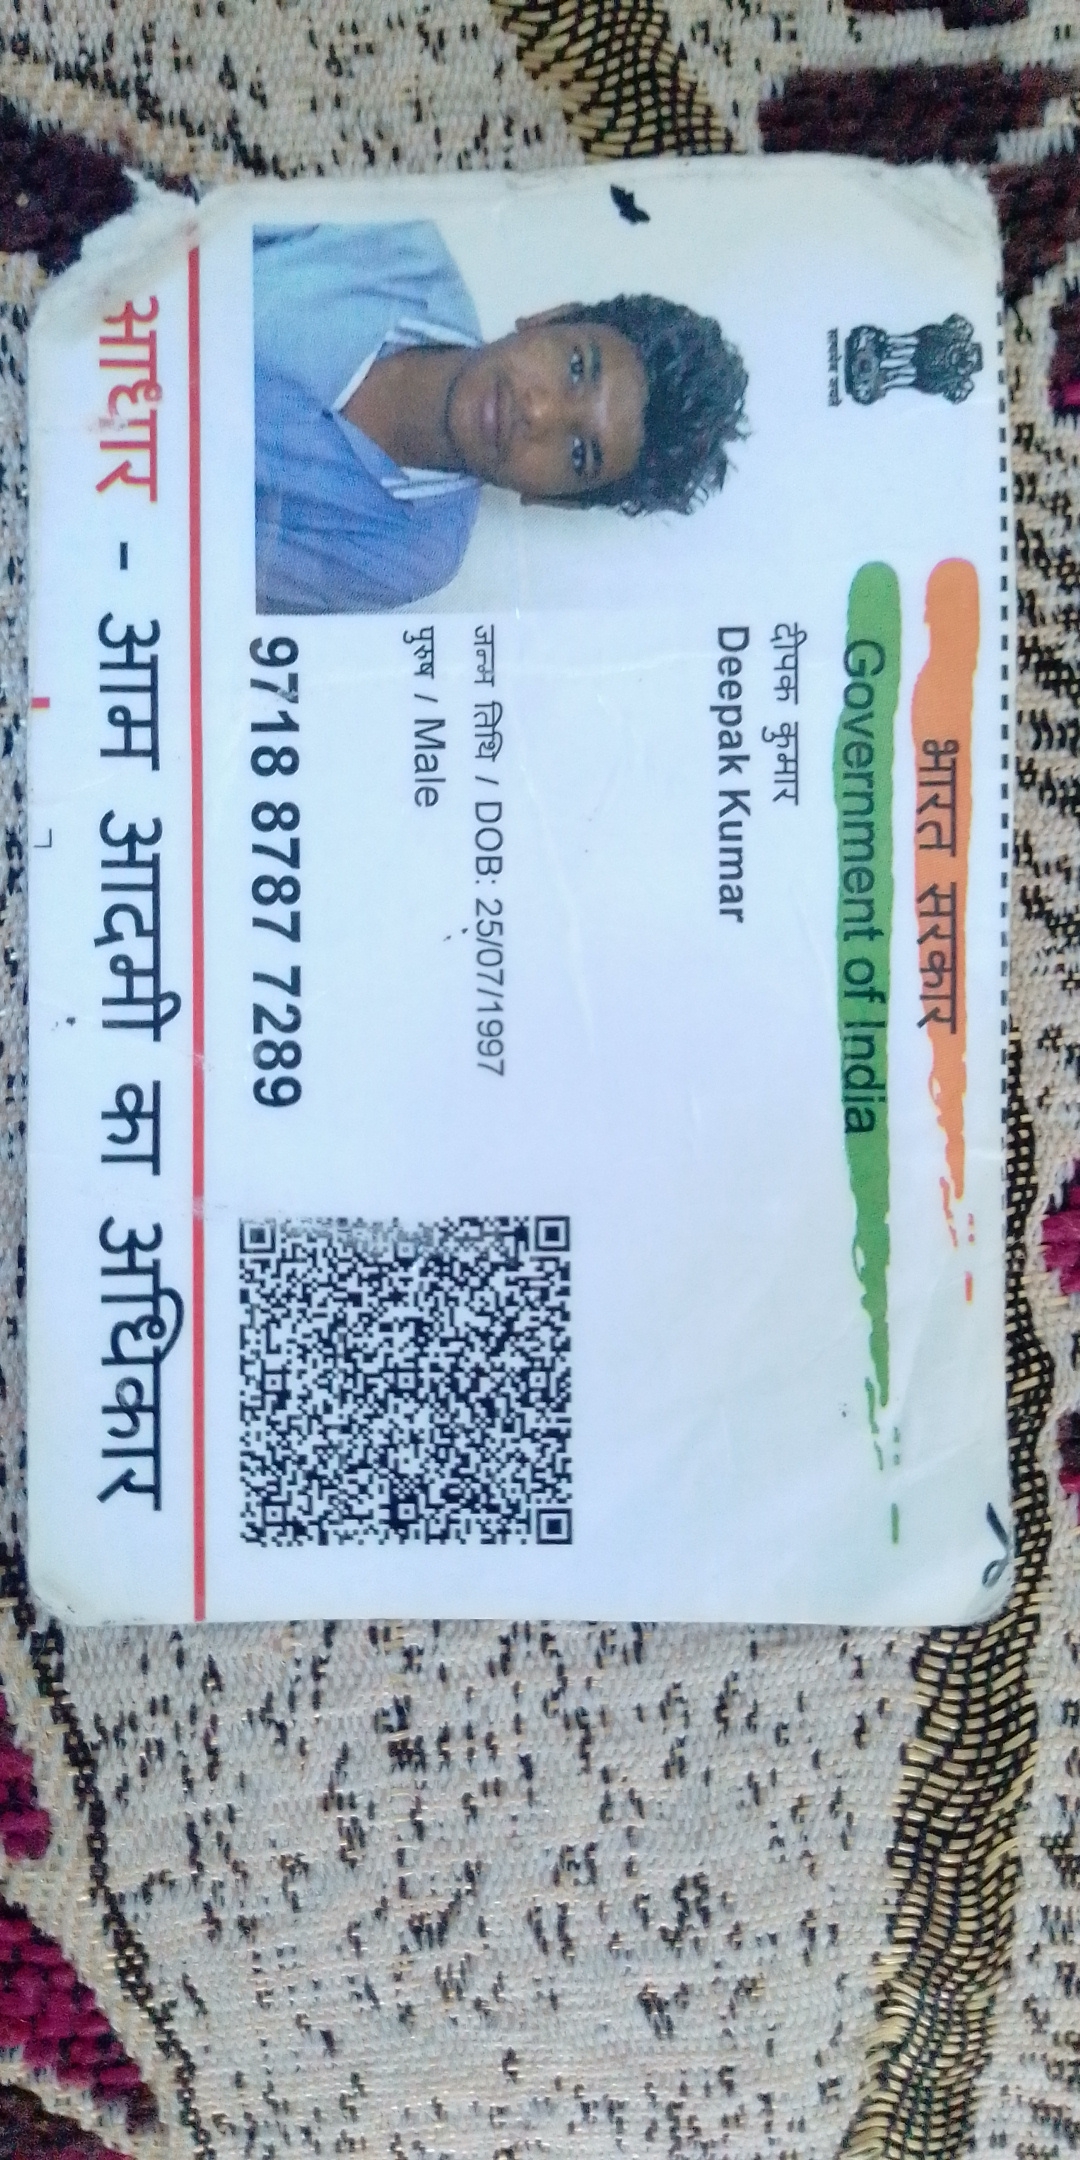 भारत सरकार
Government of India
सत्यमेव जयते
दीपक कुमार
Deepak Kumar
जन्म तिथि / DOB: 25/07/1997
पुरुष / Male
9718 8787 7289
आधार - आम आदमी का अधिकार